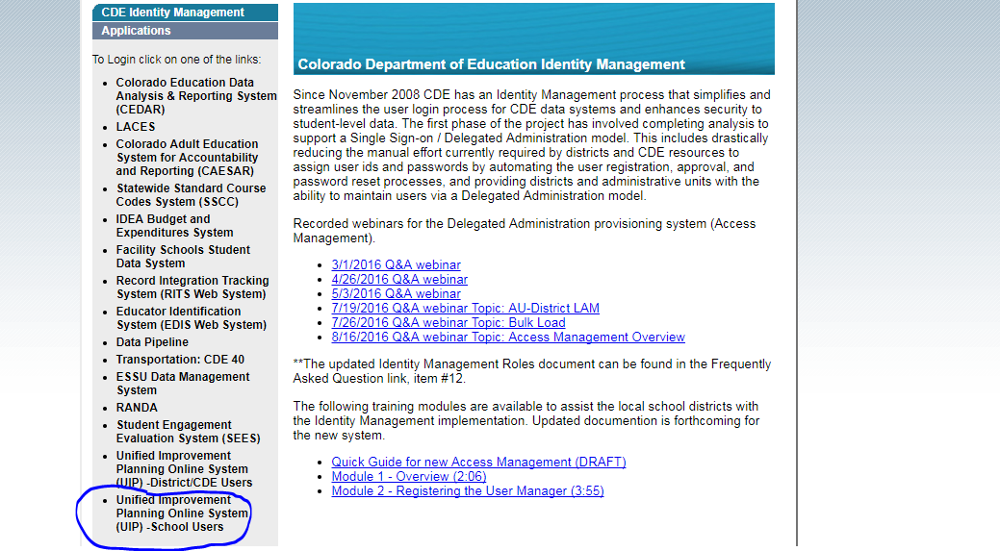 CDE Identity Management
Applications
To Login click on one of the links:
Colorado Education Data
Analysis & Reporting System
(CEDAR)
LACES
Colorado Adult Education
System for Accountability
and Reporting (CAESAR)
Statewide Standard Course
Codes System (SSCC)
IDEA Budget and
Expenditures System
Facility Schools Student
Data System
Record Integration Tracking
System (RITS Web System)
Educator Identification
System (EDIS Web System)
Data Pipeline
Transportation: CDE 40
ESSU Data Management
System
RANDA
Student Engagement
Evaluation System (SEES)
Unified Improvement
Planning Online System
(UIP) -District/CDE Users
Unified Improvement
Planning Online System
(UIP) -School Users
Colorado Department of Education Identity Management
Since November 2008 CDE has an Identity Management process that simplifies and
streamlines the user login process for CDE data systems and enhances security to
student-level data. The first phase of the project has involved completing analysis to
support a Single Sign-on / Delegated Administration model. This includes drastically
reducing the manual effort currently required by districts and CDE resources to
assign user ids and passwords by automating the user registration, approval, and
password reset processes, and providing districts and administrative units with the
ability to maintain users via a Delegated Administration model.
Recorded webinars for the Delegated Administration provisioning system (Access
Management).
3/1/2016 Q&A webinar
4/26/2016 Q&A webinar
5/3/2016 Q&A webinar
7/19/2016 Q&A webinar Topic: AU-District LAM
7/26/2016 Q&A webinar Topic: Bulk Load
8/16/2016 Q&A webinar Topic: Access Management Overview
**The updated Identity Management Roles document can be found in the Frequently
Asked Question link, item #12.
The following training modules are available to assist the local school districts with
the Identity Management implementation. Updated documention is forthcoming for
the new system.
Quick Guide for new Access Management (DRAFT)
Module 1 - Overview (2:06)
Module 2 - Registering the User Manager (3:55)